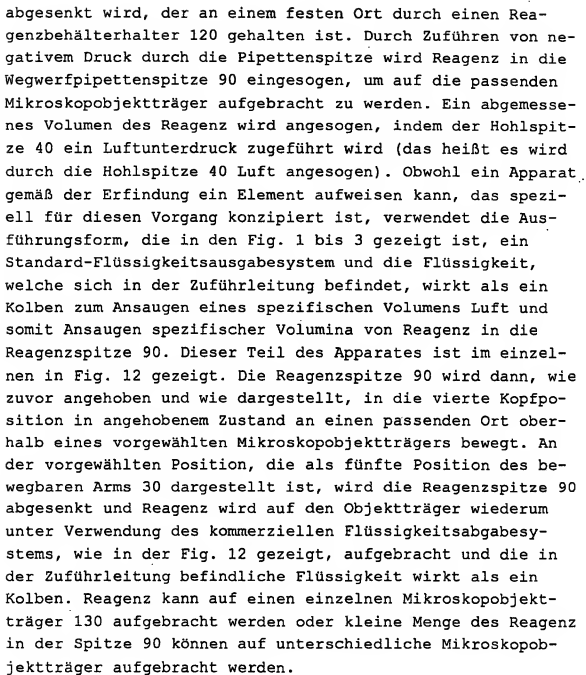 abgesenkt wird, der an einem festen Ort durch einen Rea-
genzbehälterhalter 120 gehalten ist. Durch Zuführen von ne-
gativem Druck durch die Pipettenspitze wird Reagenz in die
Wegwerfpipettenspitze 90 eingesogen, um auf die passenden
Mikroskopobjektträger aufgebracht zu werden. Ein abgemesse-
nes Volumen des Reagenz wird angesogen, indem der Hohlspit-
ze 40 ein Luftunterdruck zugeführt wird (das heißt es wird
durch die Hohlspitze 40 Luft angesogen). Obwohl ein Apparat
gemäß der Erfindung ein Element aufweisen kann, das spezi-
ell für diesen Vorgang konzipiert ist, verwendet die Aus-
führungsform, die in den Fig. 1 bis 3 gezeigt ist, ein
Standard-Flüssigkeitsausgabesystem und die Flüssigkeit,
welche sich in der Zuführleitung befindet, wirkt als ein
Kolben zum Ansaugen eines spezifischen Volumens Luft und
somit Ansaugen spezifischer Volumina von Reagenz in die
Reagenzspitze 90. Dieser Teil des Apparates ist im einzel-
nen in Fig. 12 gezeigt. Die Reagenzspitze 90 wird dann, wie
zuvor angehoben und wie dargestellt, in die vierte Kopfpo-
sition in angehobenem Zustand an einen passenden Ort ober-
halb eines vorgewählten Mikroskopobjektträgers bewegt. An
der vorgewählten Position, die als fünfte Position des be-
wegbaren Arms 30 dargestellt ist, wird die Reagenzspitze 90
abgesenkt und Reagenz wird auf den Objektträger wiederum
unter Verwendung des kommerziellen Flüssigkeitsabgabesy-
stems, wie in der Fig. 12 gezeigt, aufgebracht und die in
der Zuführleitung befindliche Flüssigkeit wirkt als ein
Kolben. Reagenz kann auf einen einzelnen Mikroskopobjekt-
träger 130 aufgebracht werden oder kleine Menge des Reagenz
in der Spitze 90 können auf unterschiedliche Mikroskopob-
jektträger aufgebracht werden.